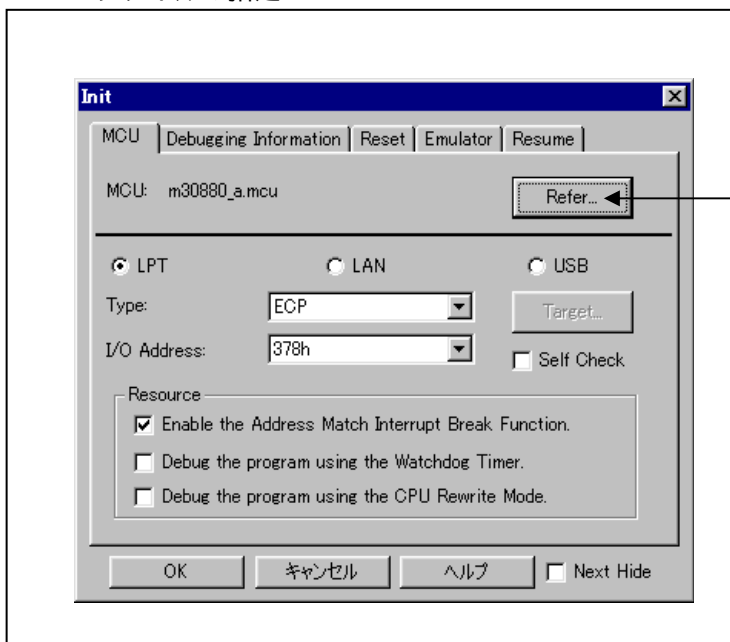 Init
MCU Debugging Information Reset Emulator Resume
MCU: m30880_a.mcu Refer...
LPT LAN USB
Type: ECP Target...
I/O Address: 378h Self Check
Resource
Enable the Address Match Interrupt Break Function.
Debug the program using the Watchdog Timer.
Debug the program using the CPU Rewrite Mode.
OK キャンセル ヘルプ Next Hide